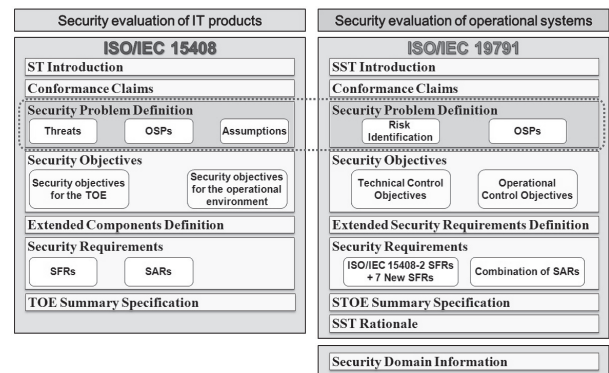 Security evaluation of IT products
ISO/IEC 15408
ST Introduction
Conformance Claims
Security Problem Definition
Threats
OSPs
Assumptions
Security Objectives
Security objectives
for the TOE
Security objectives
for the operational
environment
Extended Components Definition
Security Requirements
SFRs
SARs
TOE Summary Specification
Security evaluation of operational systems
ISO/IEC 19791
SST Introduction
Conformance Claims
Security Problem Definition
Risk
Identification
OSPs
Security Objectives
Technical Control
Objectives
Operational
Control Objectives
Extended Security Requirements Definition
Security Requirements
ISO/IEC 15408-2 SFRs
+ 7 New SFRs
Combination of SARs
STOE Summary Specification
SST Rationale
Security Domain Information